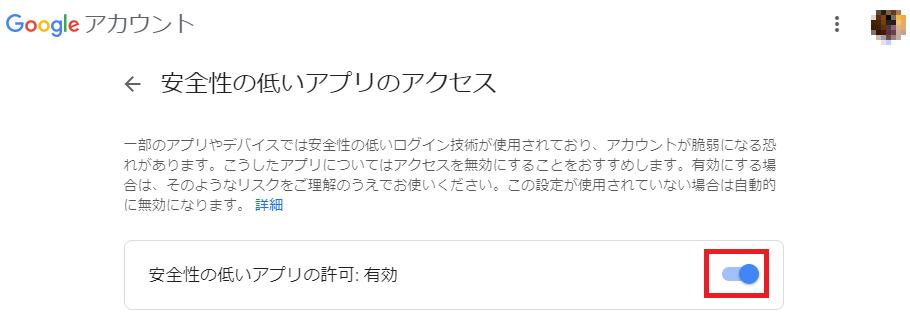 Google アカウント
安全性の低いアプリのアクセス
一部のアプリやデバイスでは安全性の低いログイン技術が使用されており、アカウントが脆弱になる恐
れがあります。こうしたアプリについてはアクセスを無効にすることをおすすめします。有効にする場
合は、そのようなリスクをご理解のうえでお使いください。この設定が使用されていない場合は自動的
に無効になります。 詳細
安全性の低いアプリの許可: 有効